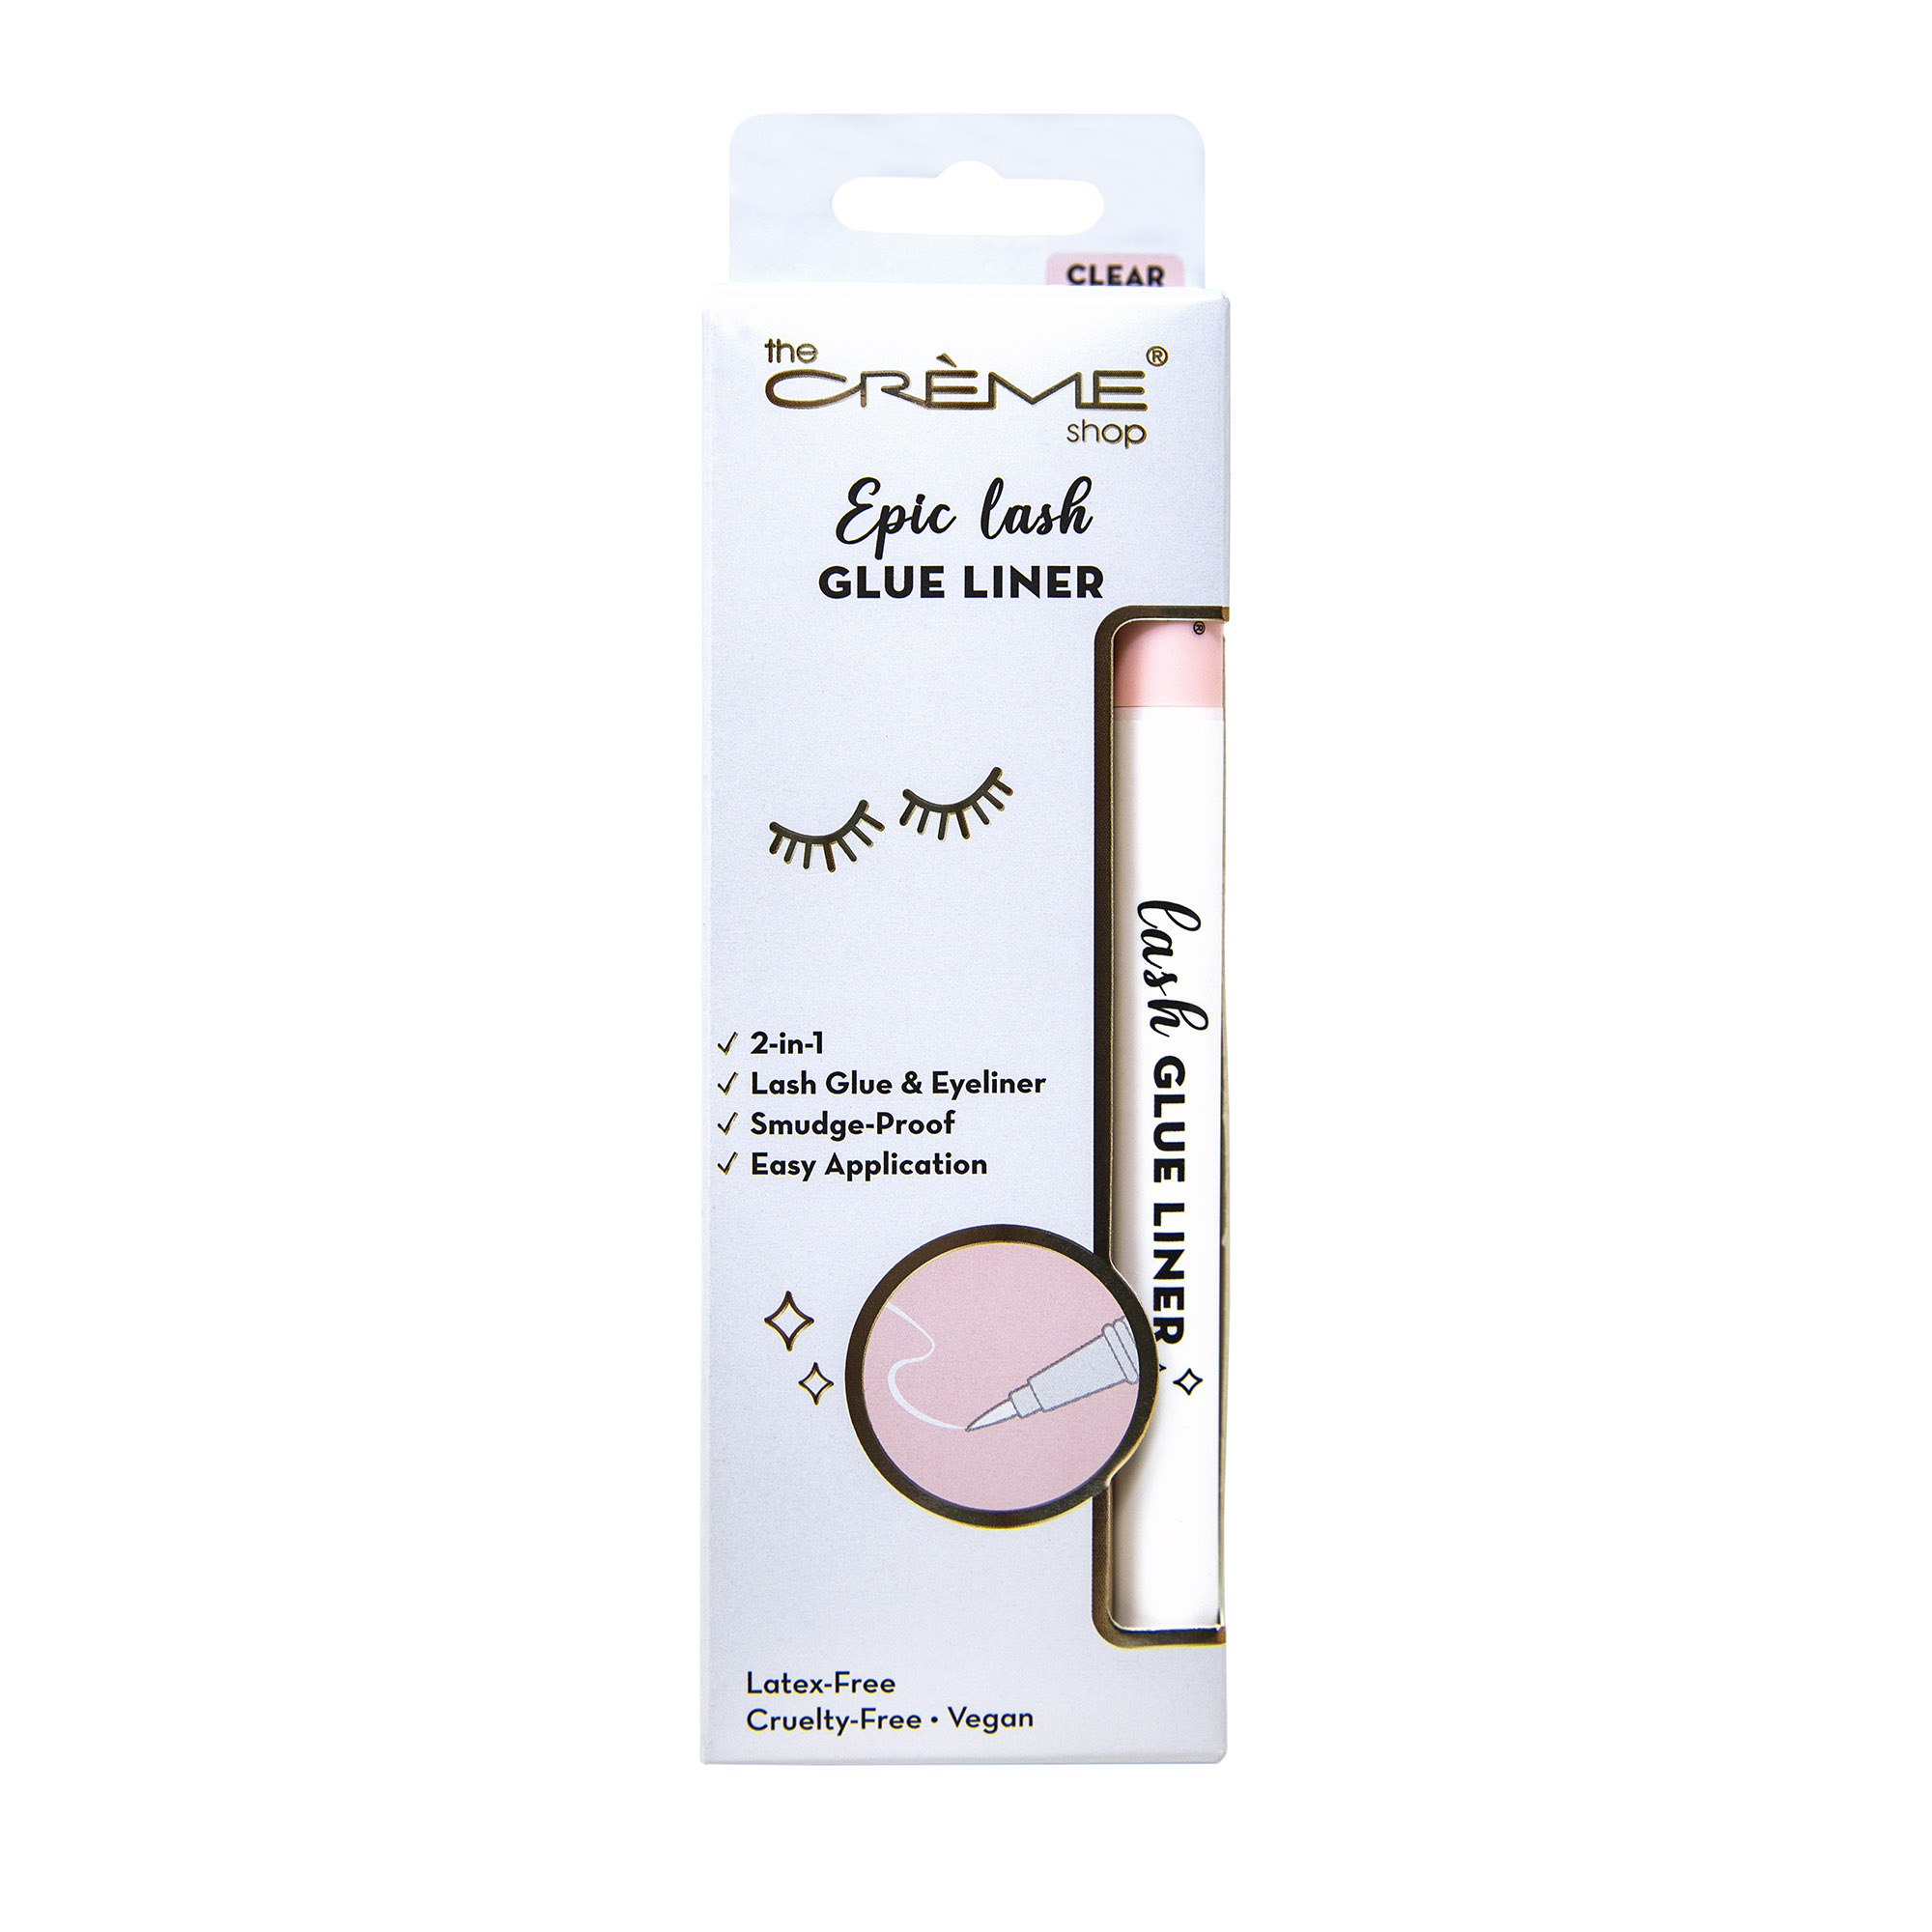 CLEAR
the
CRÈME®
shop
Epic lash
GLUE LINER
®
lash GLUE LINER
✓ 2-in-1
✓ Lash Glue & Eyeliner
✓ Smudge-Proof
✓ Easy Application
Latex-Free
Cruelty-Free • Vegan